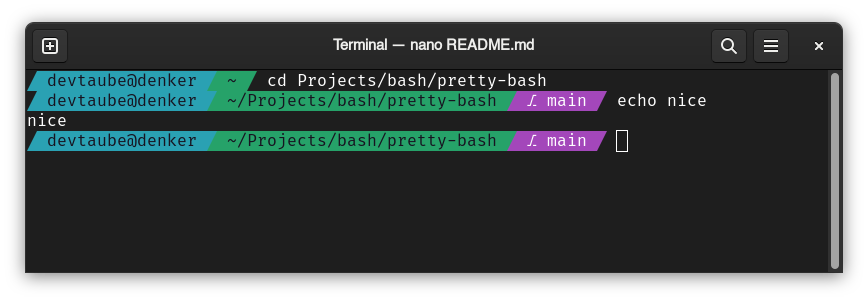 Terminal — nano README.md
devtaube@denker ~ cd Projects/bash/pretty-bash
devtaube@denker ~/Projects/bash/pretty-bash main echo nice
nice
devtaube@denker ~/Projects/bash/pretty-bash main